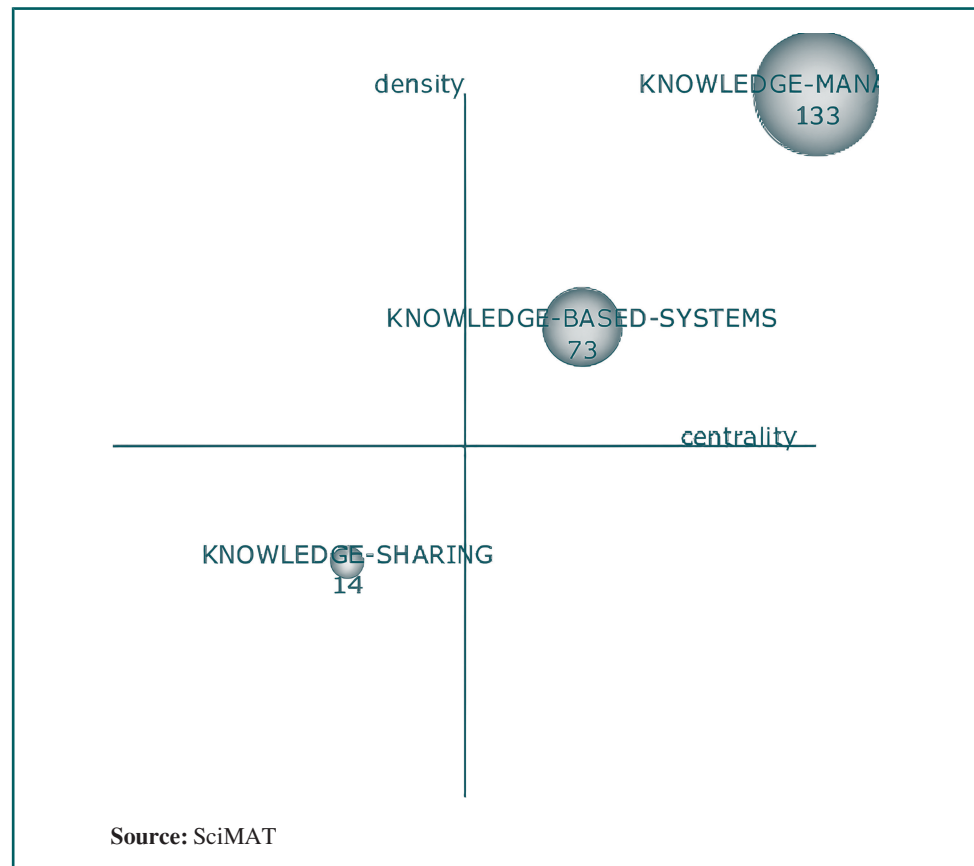 density
KNOWLEDGE-MANA
133
KNOWLEDGE-BASED-SYSTEMS
73
centrality
KNOWLEDGE-SHARING
14
Source: SciMAT